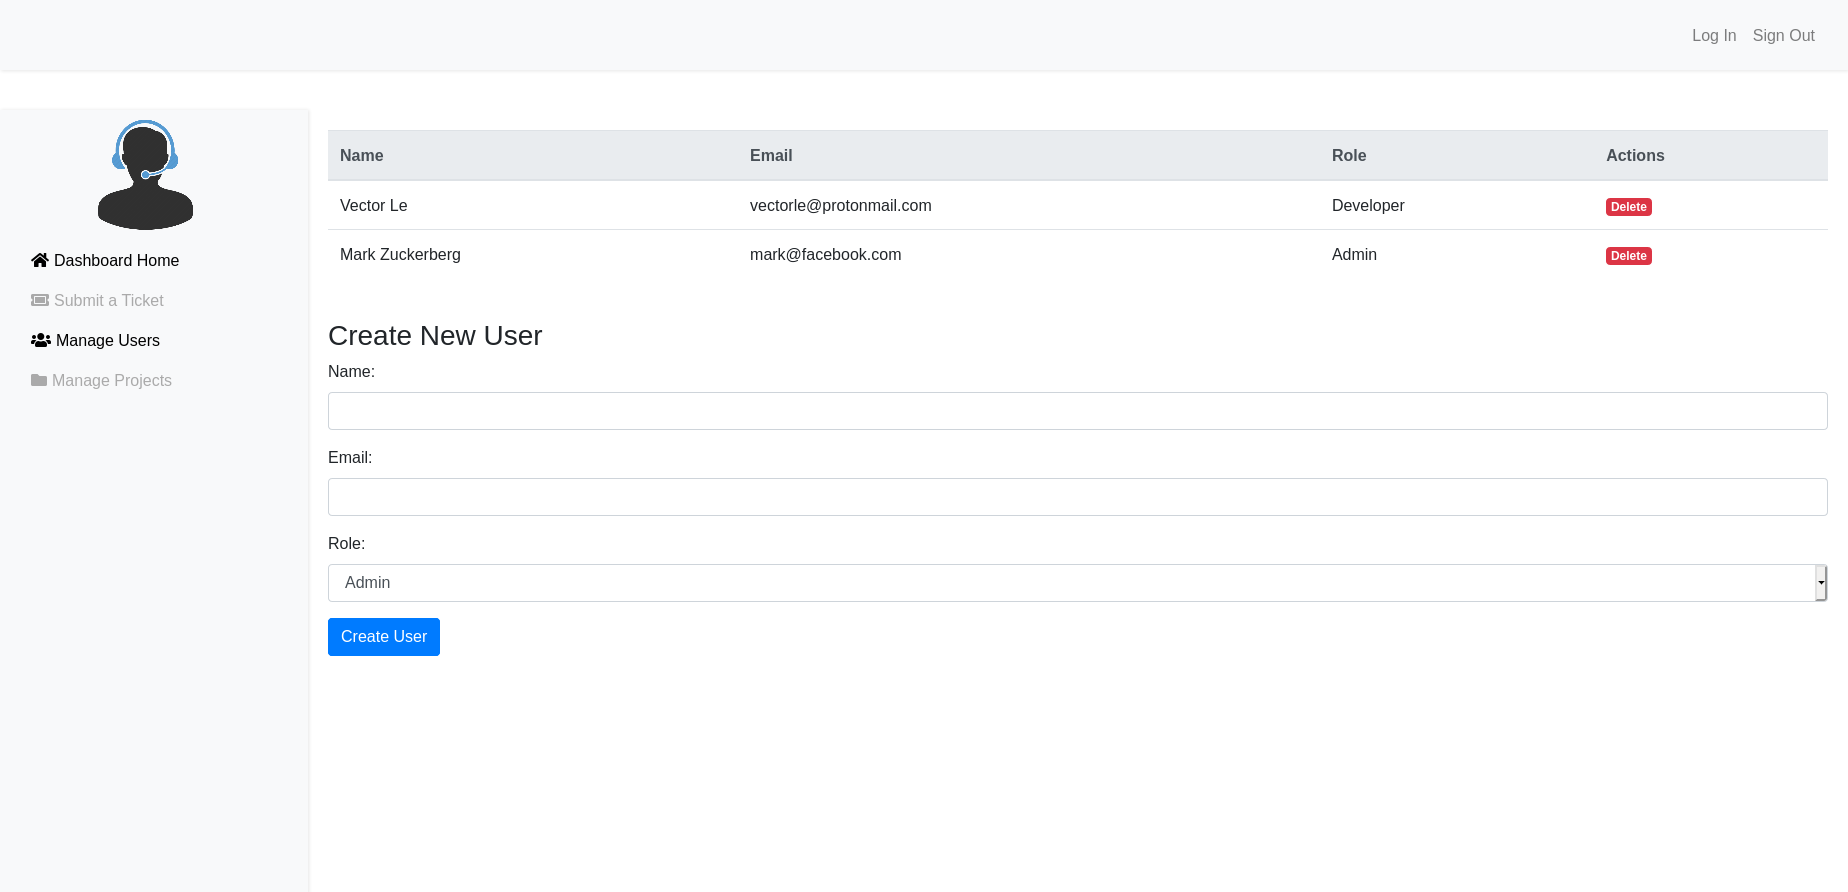 Log In Sign Out
Name Email Role Actions
Vector Le vectorle@protonmail.com Developer Delete
Mark Zuckerberg mark@facebook.com Admin Delete
Dashboard Home
Submit a Ticket
Manage Users
Manage Projects
Create New User
Name:
Email:
Role:
Admin
Create User